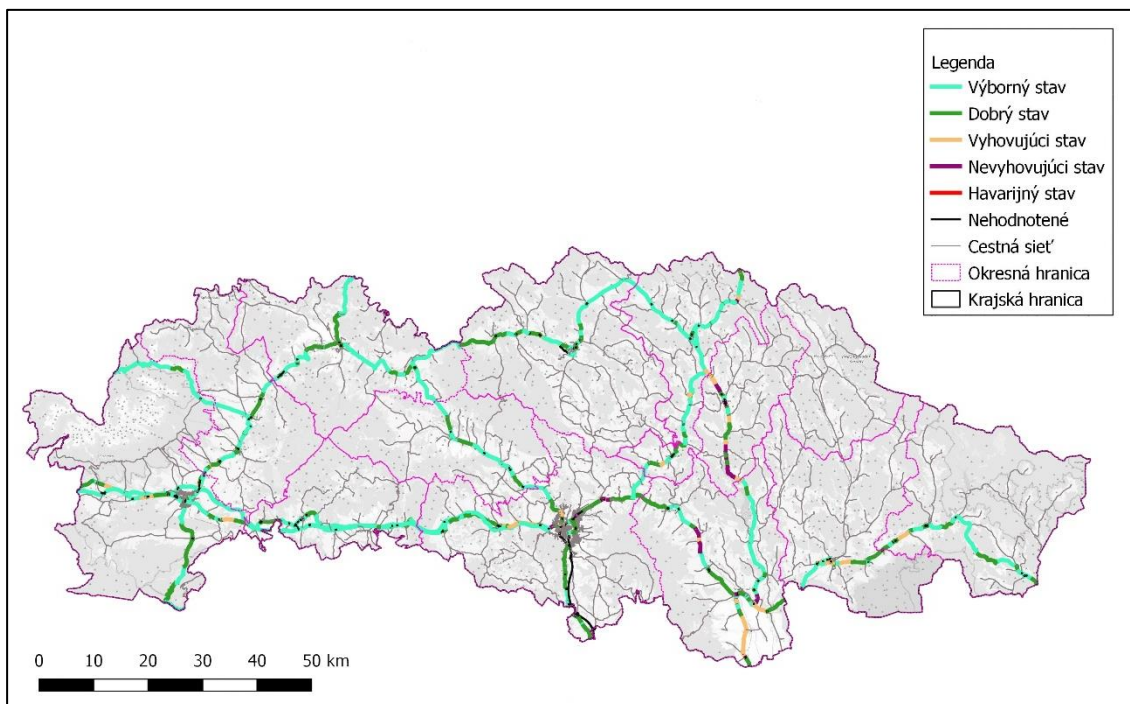 Legenda
Výborný stav
Dobrý stav
Vyhovujúci stav
Nevyhovujúci stav
Havarijný stav
Nehodnotené
Cestná sieť
Okresná hranica
Krajská hranica
0 10 20 30 40 50 km